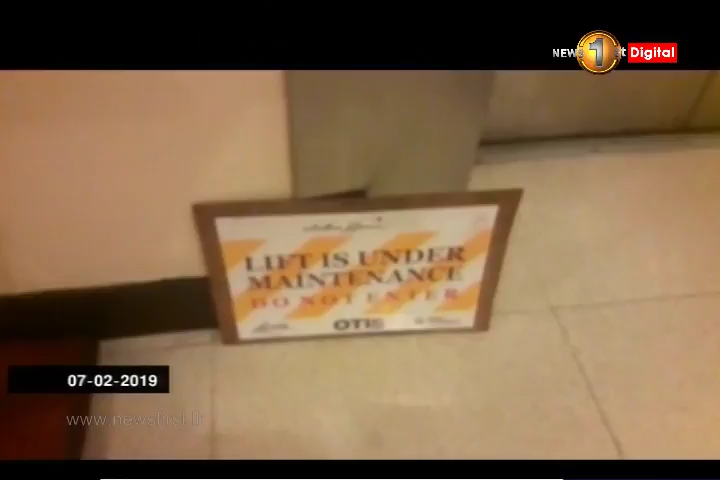 NEWS 1st Digital
LIFT IS UNDER
MAINTENANCE
DO NOT ENTER
OTIS
07-02-2019
www.newsfirst.lk